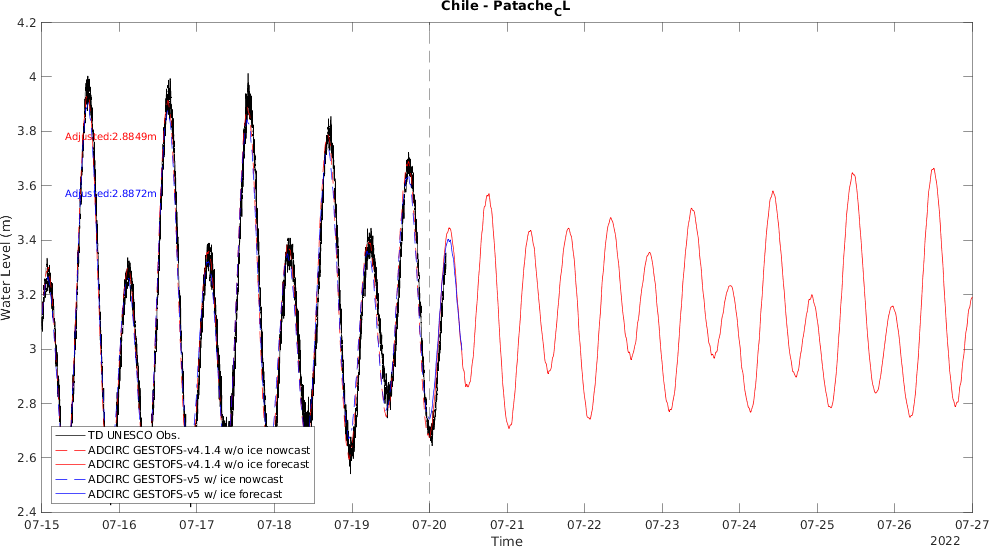 Chile - Patache_CL
4.2
4
3.8
3.6
3.4
3.2
3
2.8
2.6
2.4
Water Level (m)
Adjusted:2.8849m
Adjusted:2.8872m
TD UNESCO Obs.
ADCIRC GESTOFS-v4.1.4 w/o ice nowcast
ADCIRC GESTOFS-v4.1.4 w/o ice forecast
ADCIRC GESTOFS-v5 w/ ice nowcast
ADCIRC GESTOFS-v5 w/ ice forecast
07-15 07-16 07-17 07-18 07-19 07-20 07-21 07-22 07-23 07-24 07-25 07-26 07-27
Time
2022